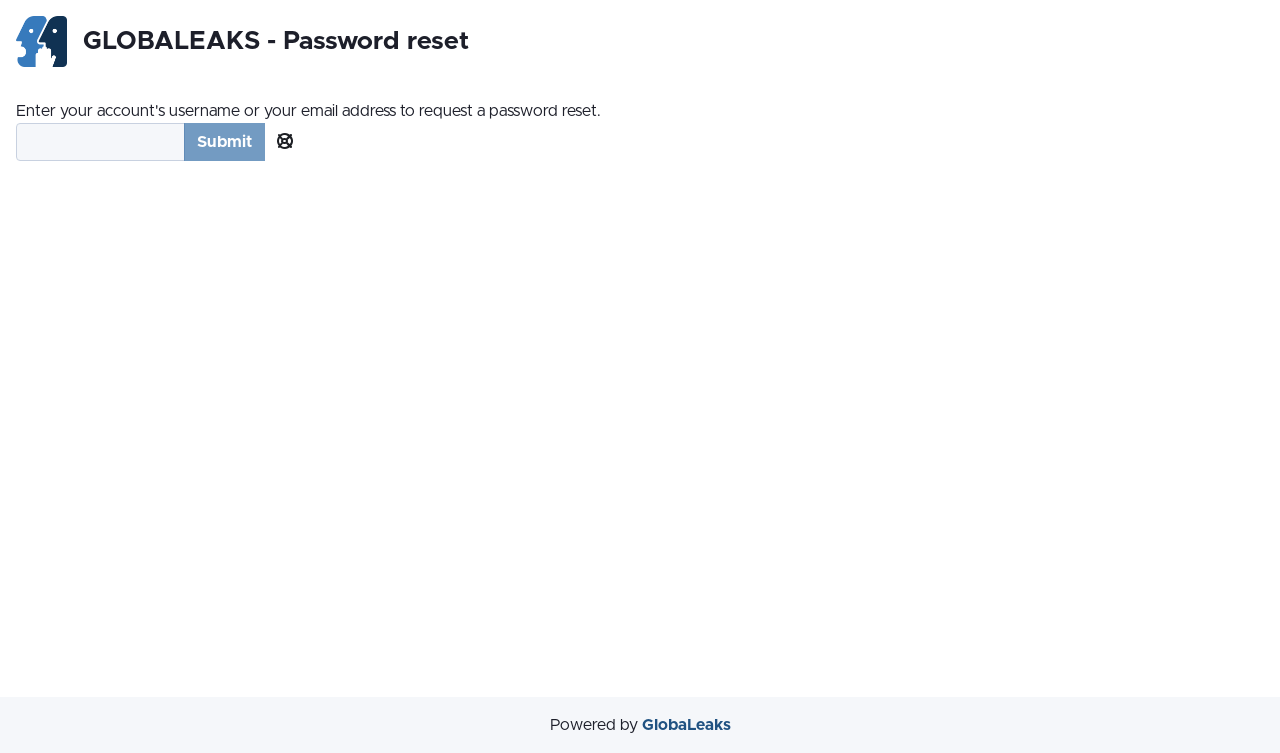 GLOBALEAKS - Password reset
Enter your account's username or your email address to request a password reset.
Submit
Powered by GlobaLeaks